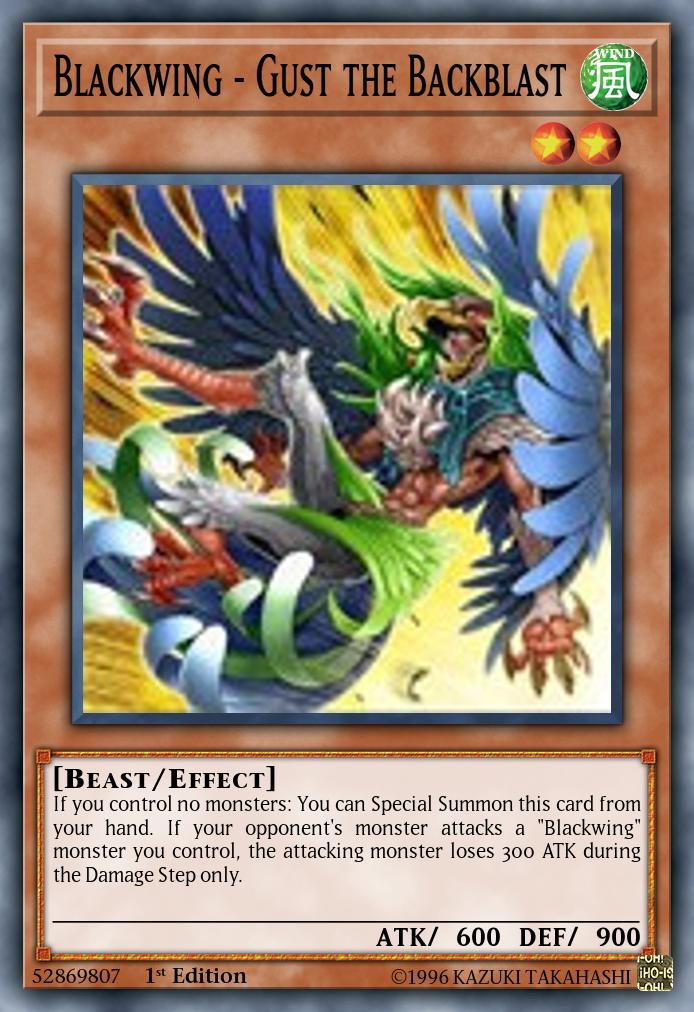 Blackwing - Gust the Backblast
WIND
風
[Beast/Effect]
If you control no monsters: You can Special Summon this card from
your hand. If your opponent's monster attacks a "Blackwing"
monster you control, the attacking monster loses 300 ATK during
the Damage Step only.
ATK/ 600 DEF/ 900
52869807 1st Edition ©1996 KAZUKI TAKAHASHI